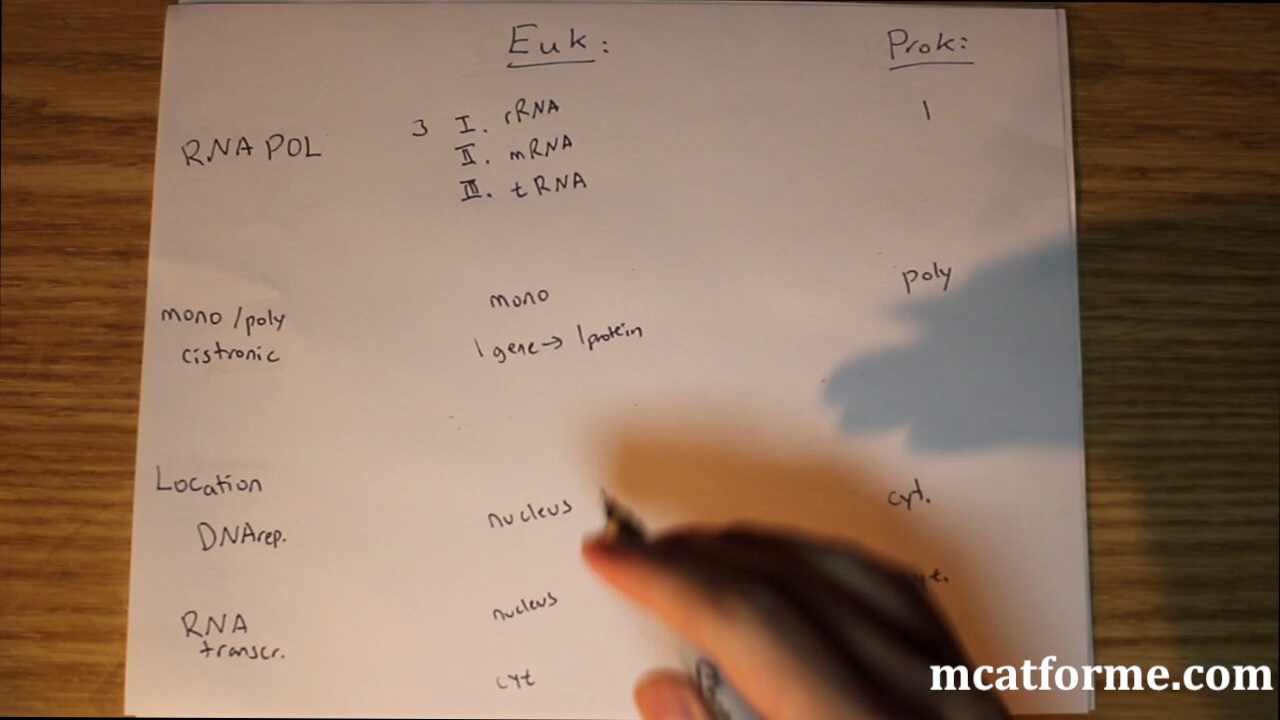 Euk:
Prok:
RNA POL
3 I. rRNA
II. mRNA
III. tRNA
1
mono/poly
cistronic
mono
1 gene → 1 protein
poly
Location
DNA rep.
nucleus
cyt.
RNA
transcr.
nucleus
cyt
mcatforme.com